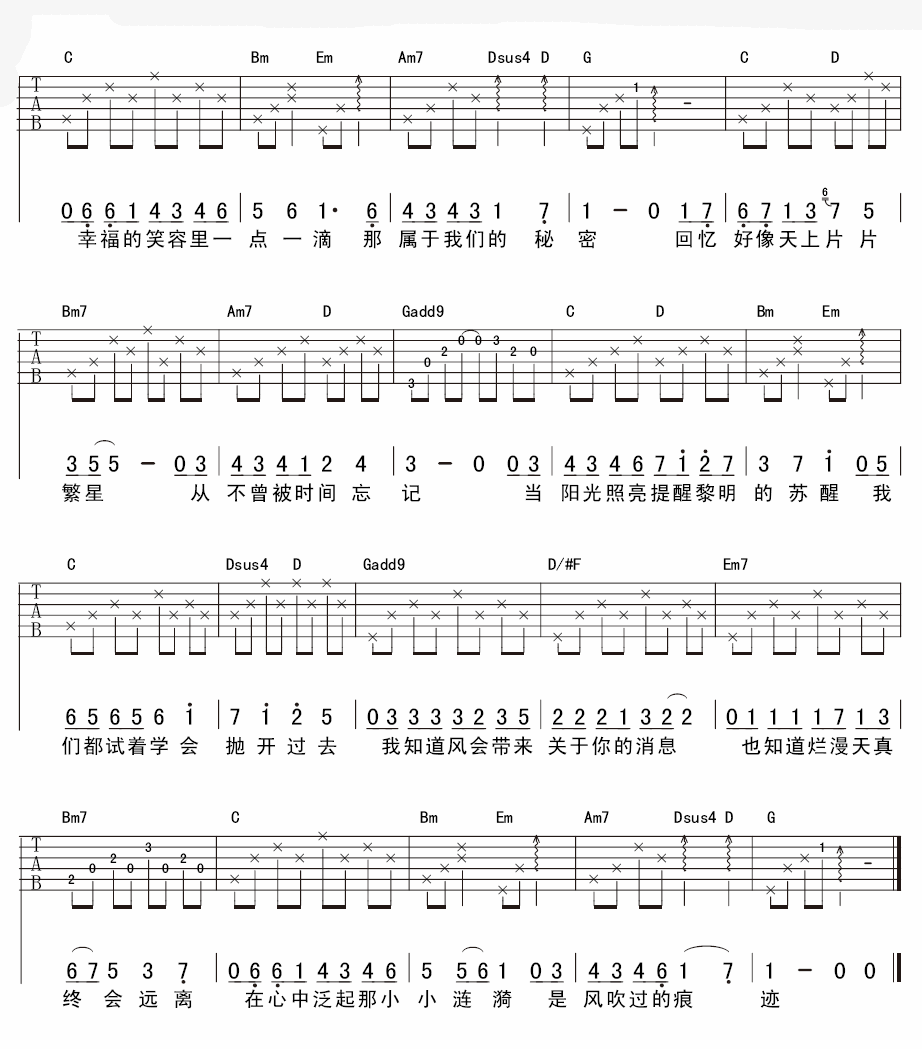 C Bm Em Am7 Dsus4 D G C D
T A B 1 -
6
0 6 6 1 4 3 4 6 5 6 1· 6 4 3 4 3 1 7 1 - 0 1 7 6 7 1 3 7 5
幸福的笑容里一 点 一 滴 那 属于我们的 秘 密 回忆 好像天上片 片
Bm7 Am7 D Gadd9 C D Bm Em
T A B 3 0 2 0 0 3 2 0
3 5 5 - 0 3 4 3 4 1 2 4 3 - 0 0 3 4 3 4 6 7 1 2 7 3 7 1 0 5
繁星 从 不曾被时间 忘 记 当 阳光照亮提醒黎明 的 苏 醒 我
C Dsus4 D Gadd9 D/#F Em7
T A B
6 5 6 5 6 1 7 1 2 5 0 3 3 3 3 2 3 5 2 2 2 1 3 2 2 0 1 1 1 1 7 1 3
们都试着学 会 抛 开 过 去 我知道风会带来 关于你的消息 也知道烂漫天真
Bm7 C Bm Em Am7 Dsus4 D G
T A B 2 0 2 0 3 0 2 0 1 -
6 7 5 3 7 0 6 6 1 4 3 4 6 5 5 6 1 0 3 4 3 4 6 1 7 1 - 0 0
终 会 远 离 在心中泛起那小 小 涟 漪 是 风吹过的痕 迹